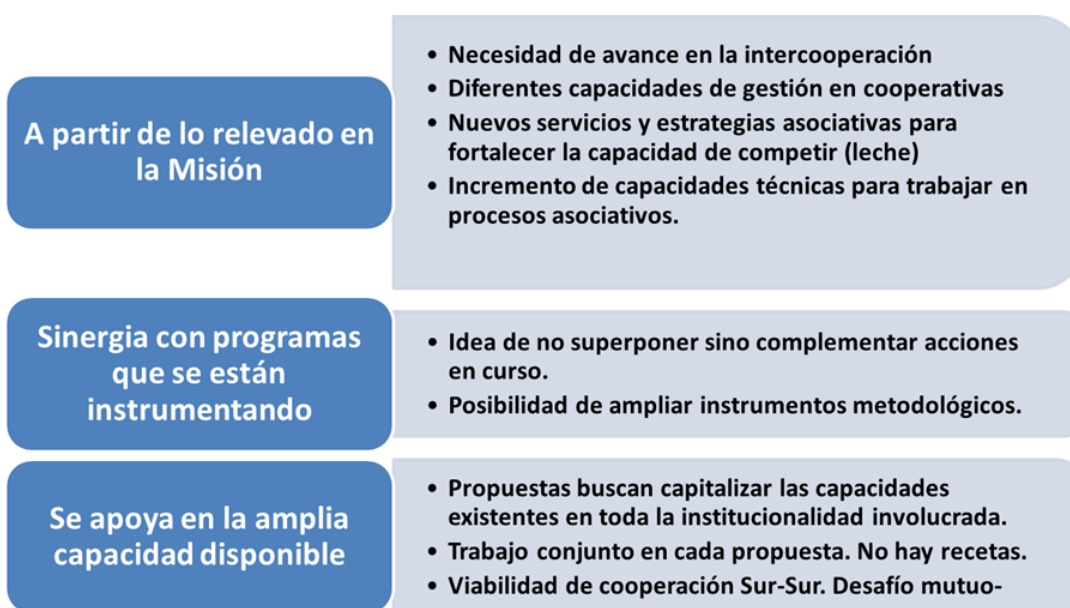 A partir de lo relevado en
la Misión
• Necesidad de avance en la intercooperación
• Diferentes capacidades de gestión en cooperativas
• Nuevos servicios y estrategias asociativas para
fortalecer la capacidad de competir (leche)
• Incremento de capacidades técnicas para trabajar en
procesos asociativos.
Sinergia con programas
que se están
instrumentando
• Idea de no superponer sino complementar acciones
en curso.
• Posibilidad de ampliar instrumentos metodológicos.
Se apoya en la amplia
capacidad disponible
• Propuestas buscan capitalizar las capacidades
existentes en toda la institucionalidad involucrada.
• Trabajo conjunto en cada propuesta. No hay recetas.
• Viabilidad de cooperación Sur-Sur. Desafío mutuo-